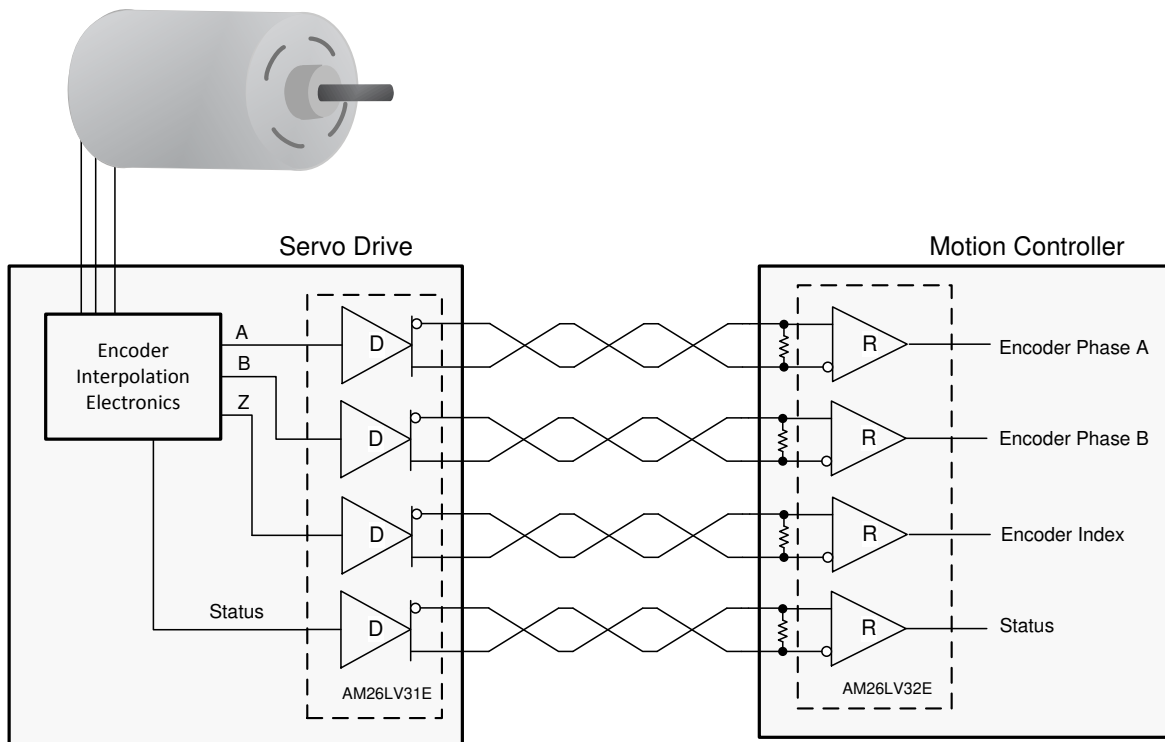 Servo Drive
Motion Controller
Encoder
Interpolation
Electronics
A
B
Z
Status
D
D
D
D
AM26LV31E
R
R
R
R
AM26LV32E
Encoder Phase A
Encoder Phase B
Encoder Index
Status